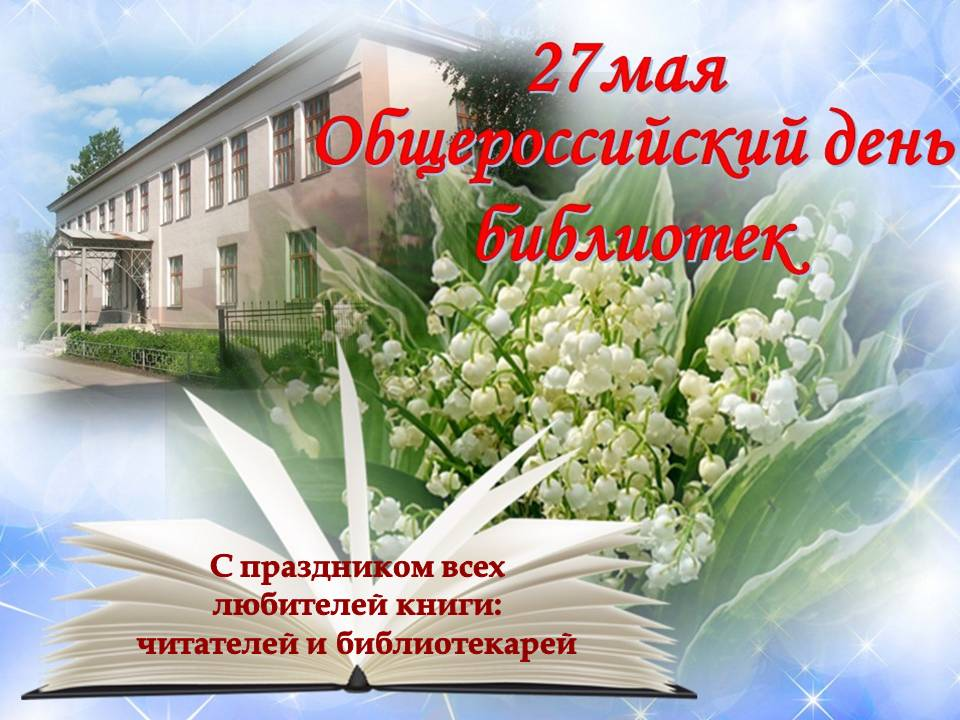 27мая
Общероссийский день
библиотек
С праздником всех
любителей книги:
читателей и библиотекарей